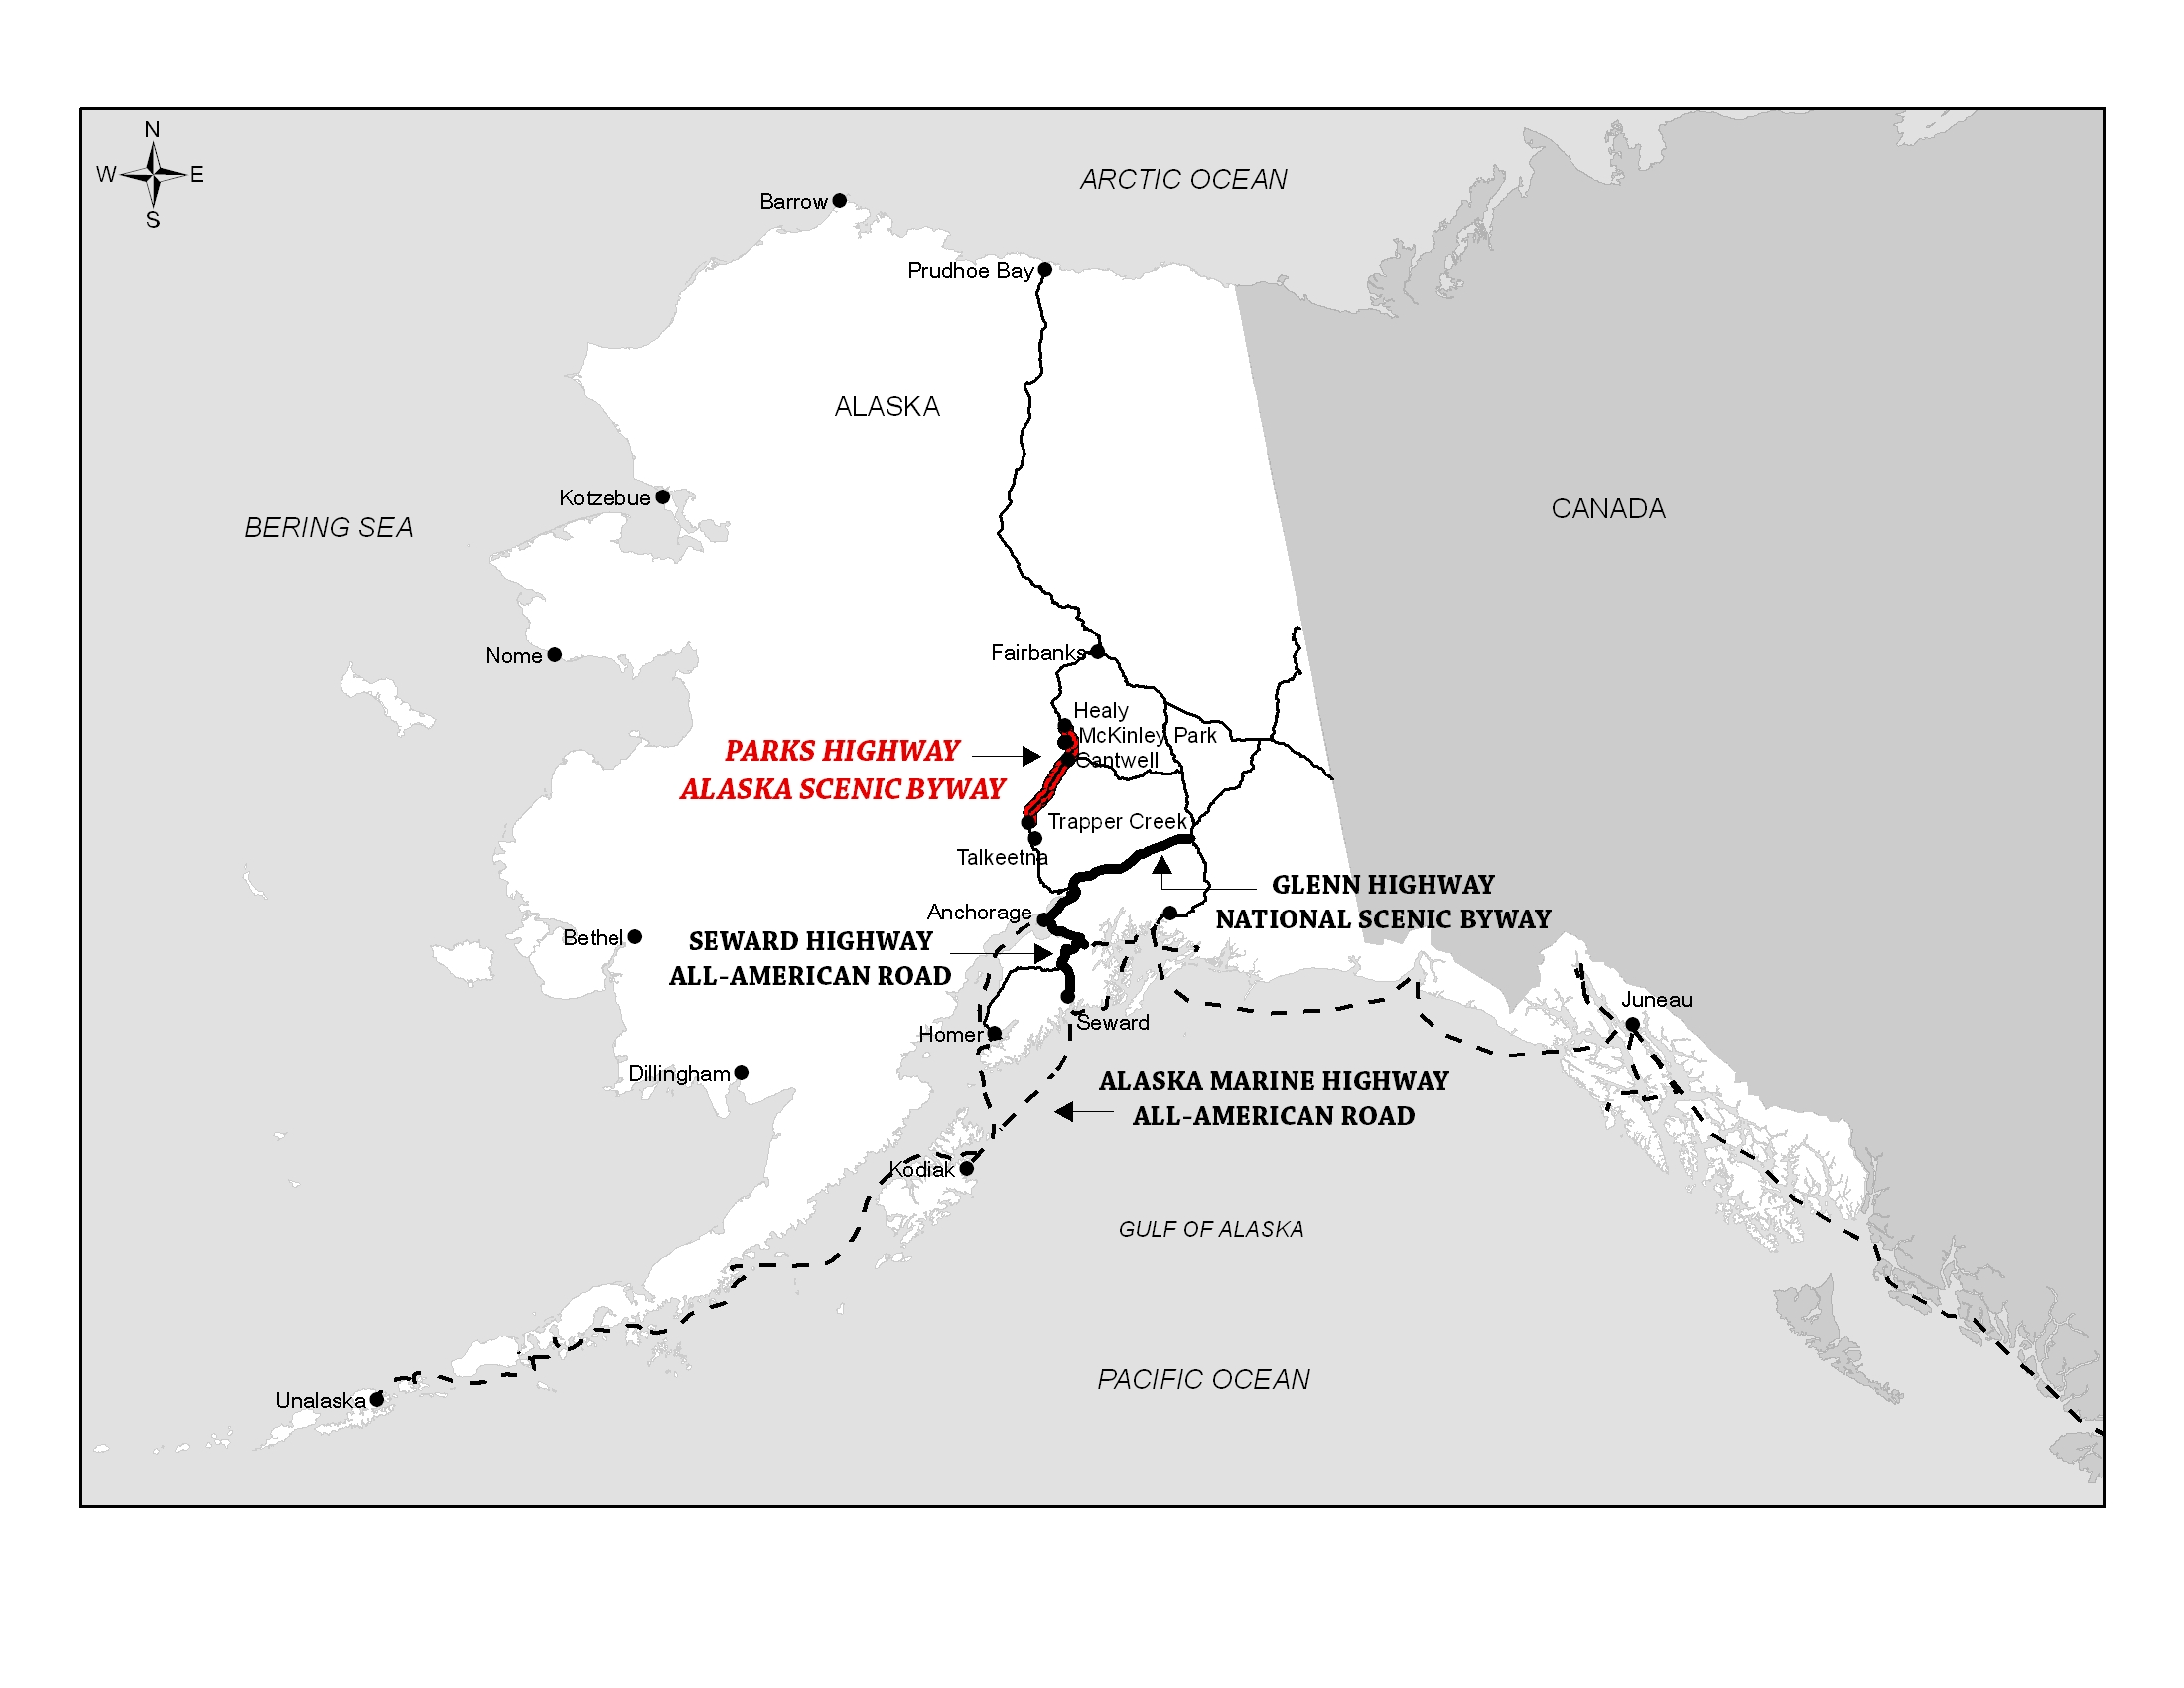 N
W E
S
ARCTIC OCEAN
Barrow
Prudhoe Bay
ALASKA
Kotzebue
CANADA
BERING SEA
Nome
Fairbanks
Healy
McKinley Park
PARKS HIGHWAY
ALASKA SCENIC BYWAY
Cantwell
Trapper Creek
Talkeetna
GLENN HIGHWAY
NATIONAL SCENIC BYWAY
Anchorage
Bethel
SEWARD HIGHWAY
ALL-AMERICAN ROAD
Juneau
Seward
Homer
Dillingham
ALASKA MARINE HIGHWAY
ALL-AMERICAN ROAD
Kodiak
GULF OF ALASKA
PACIFIC OCEAN
Unalaska